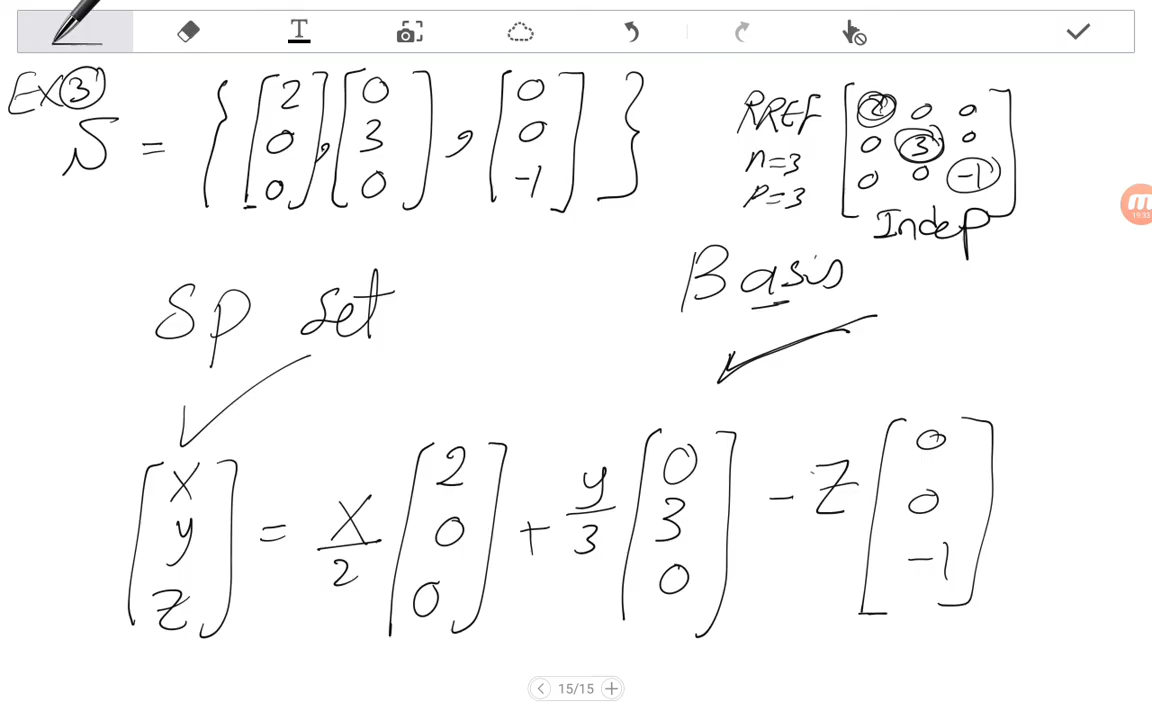 T
Ex③
S = { [2 0 0], [0 3 0], [0 0 -1] }
RREF
n=3
p=3
[2 0 0
0 3 0
0 0 -1]
Indep
19:33
Sp set
Basis
[x y z] = x/2 [2 0 0] + y/3 [0 3 0] - z [0 0 -1]
15/15